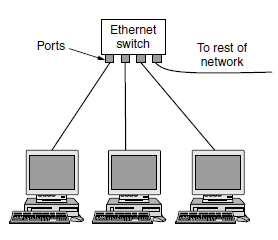 Ethernet
switch
Ports
To rest of
network